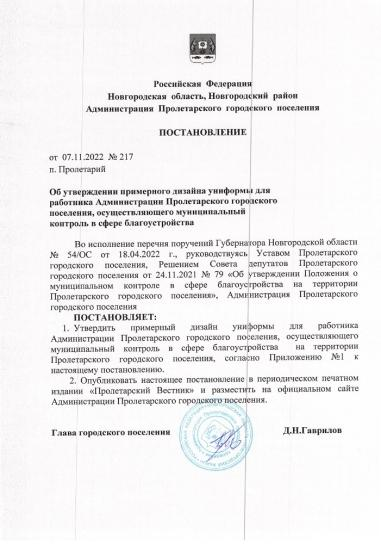 Российская Федерация
Новгородская область, Новгородский район
Администрация Пролетарского городского поселения
ПОСТАНОВЛЕНИЕ
от 07.11.2022 № 217
п. Пролетарий
Об утверждении примерного дизайна униформы для
работника Администрации Пролетарского городского
поселения, осуществляющего муниципальный
контроль в сфере благоустройства
Во исполнение перечня поручений Губернатора Новгородской области
№ 54/ОС от 18.04.2022 г., руководствуясь Уставом Пролетарского
городского поселения, Решением Совета депутатов Пролетарского
городского поселения от 24.11.2021 № 79 «Об утверждении Положения о
муниципальном контроле в сфере благоустройства на территории
Пролетарского городского поселения», Администрация Пролетарского
городского поселения
ПОСТАНОВЛЯЕТ:
1. Утвердить примерный дизайн униформы для работника
Администрации Пролетарского городского поселения, осуществляющего
муниципальный контроль в сфере благоустройства на территории
Пролетарского городского поселения, согласно Приложению №1 к
настоящему постановлению.
2. Опубликовать настоящее постановление в периодическом печатном
издании «Пролетарский Вестник» и разместить на официальном сайте
Администрации Пролетарского городского поселения.
Глава городского поселения Д.Н.Гаврилов